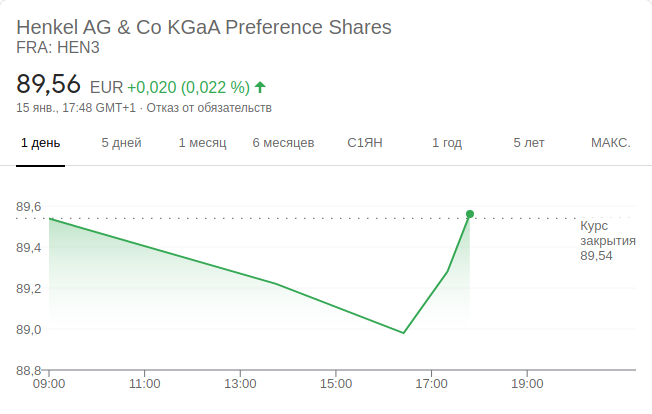 Henkel AG & Co KGaA Preference Shares
FRA: HEN3
89,56 EUR +0,020 (0,022 %)
15 янв., 17:48 GMT+1 · Отказ от обязательств
1 день 5 дней 1 месяц 6 месяцев С1ЯН 1 год 5 лет МАКС.
89,6
Курс
закрытия
89,54
89,4
89,2
89,0
88,8
09:00 11:00 13:00 15:00 17:00 19:00